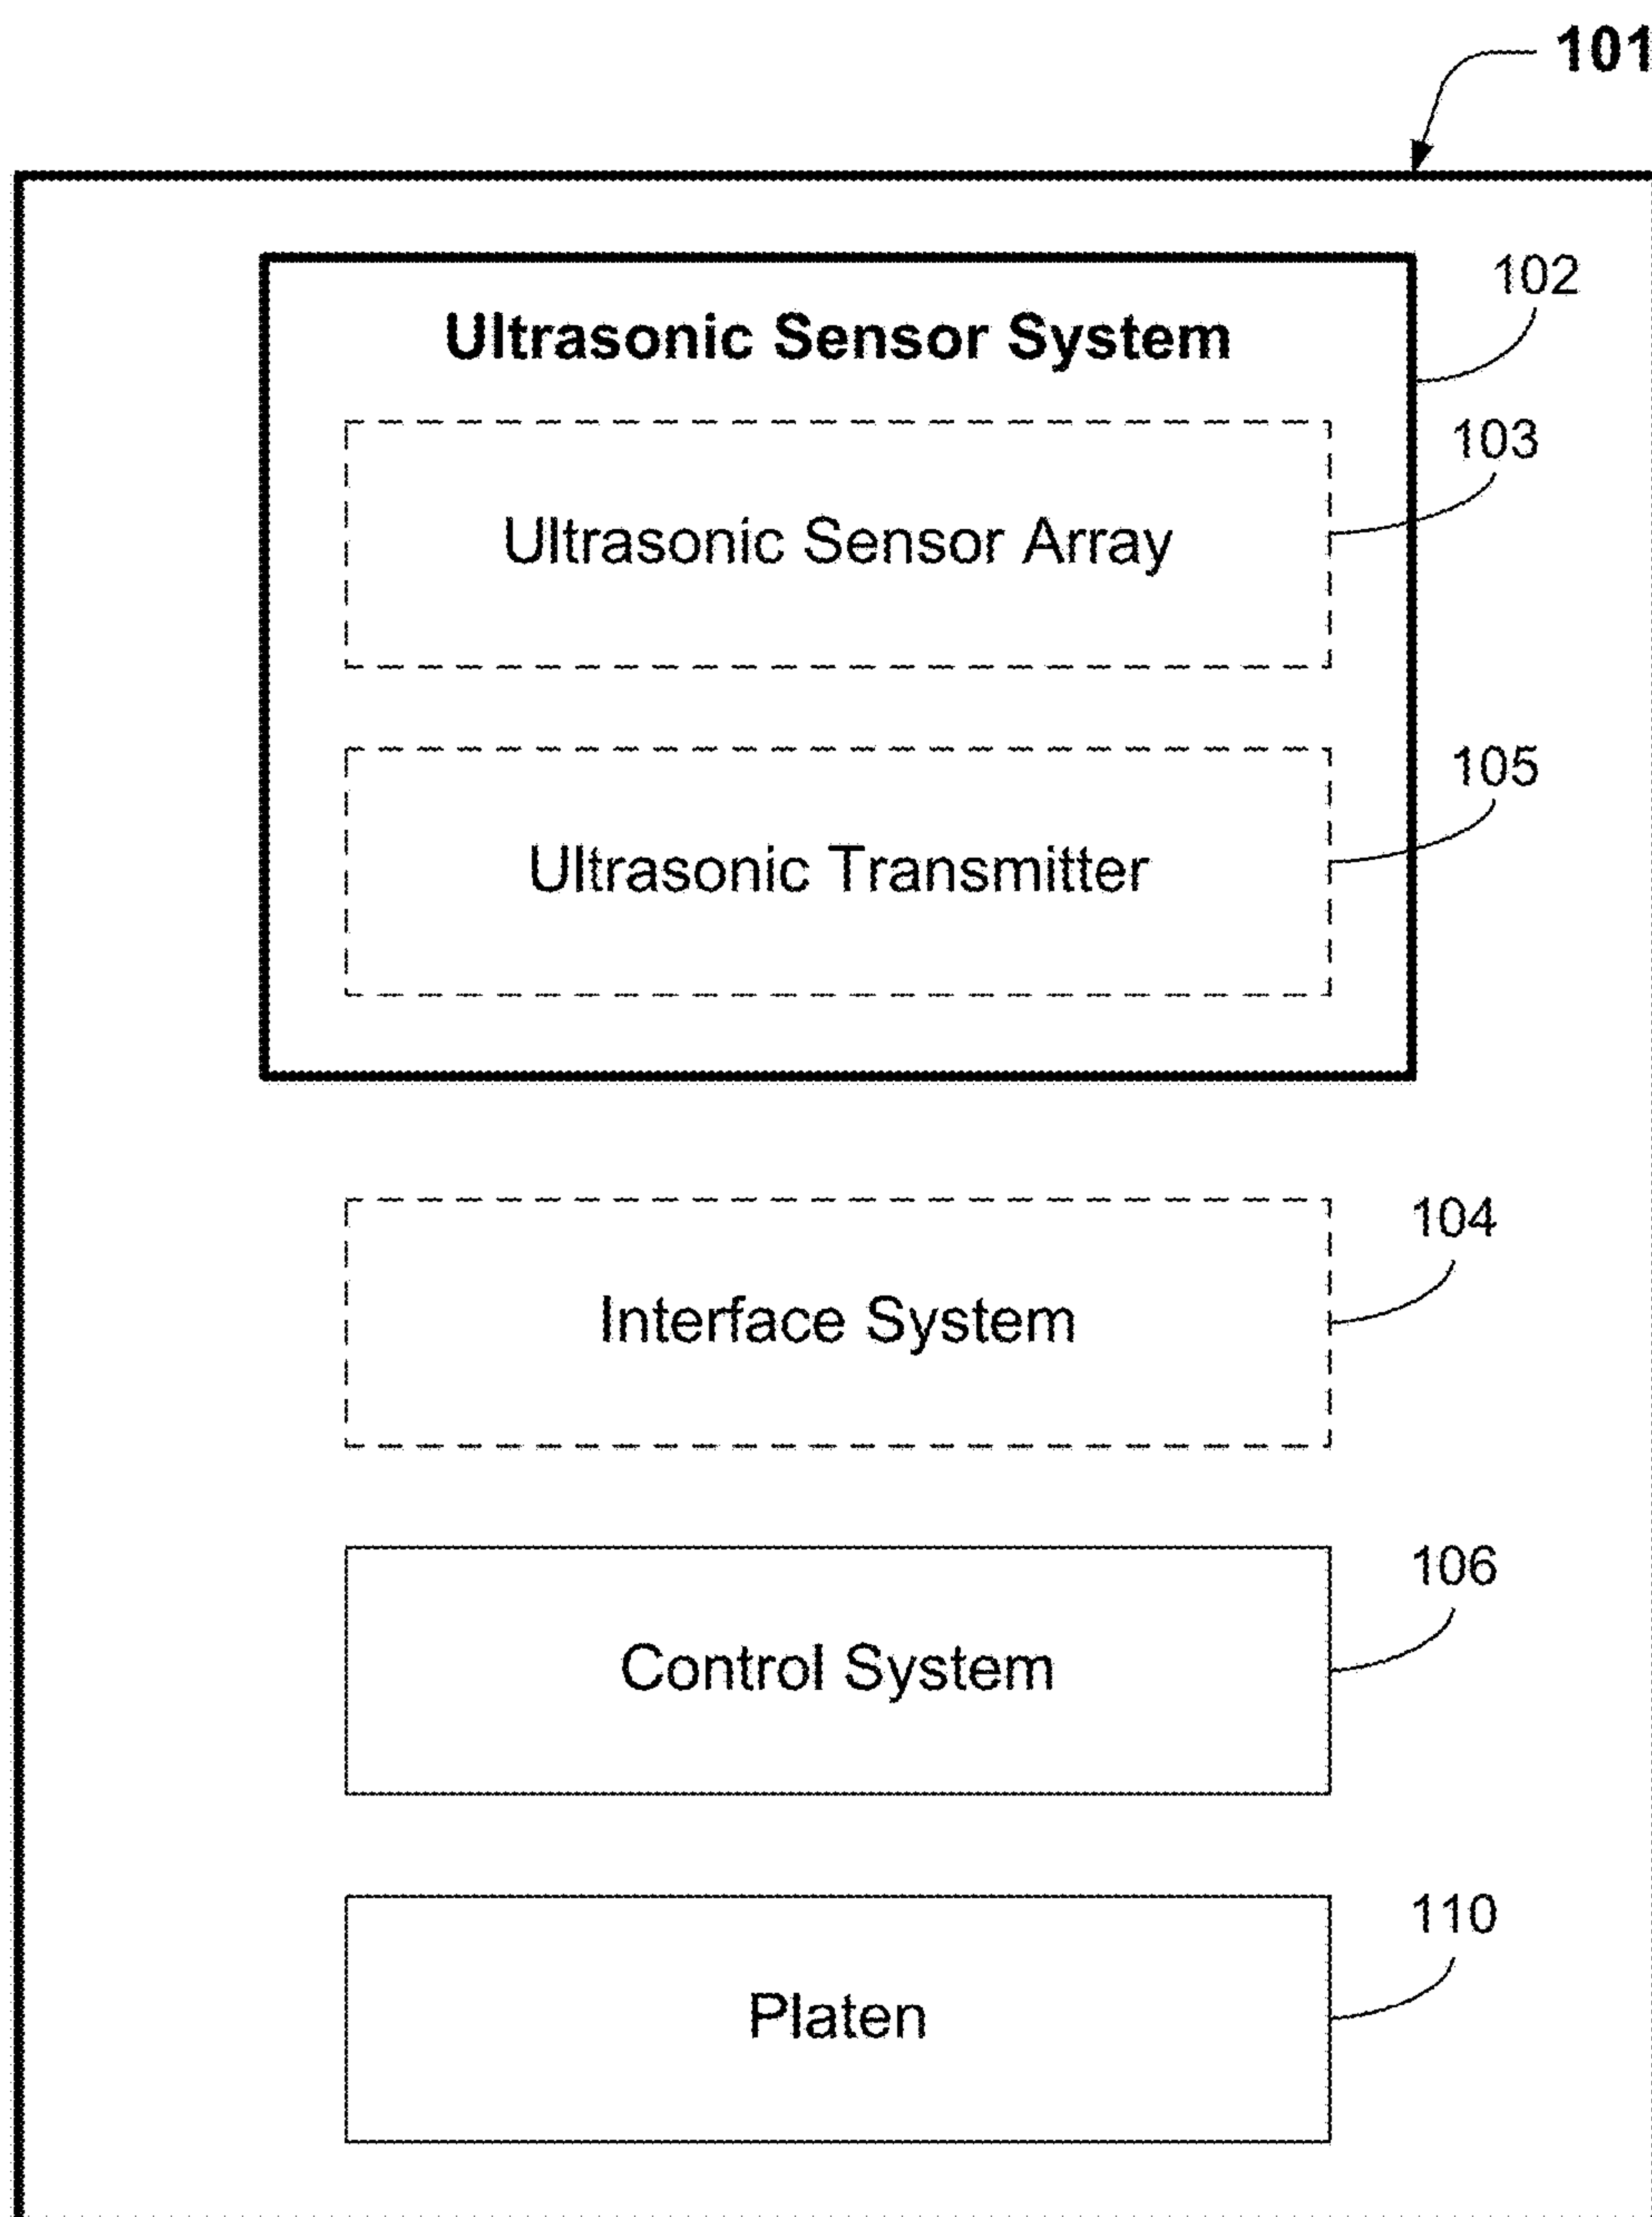 101
102
Ultrasonic Sensor System
103
Ultrasonic Sensor Array
105
Ultrasonic Transmitter
104
Interface System
106
Control System
110
Platen